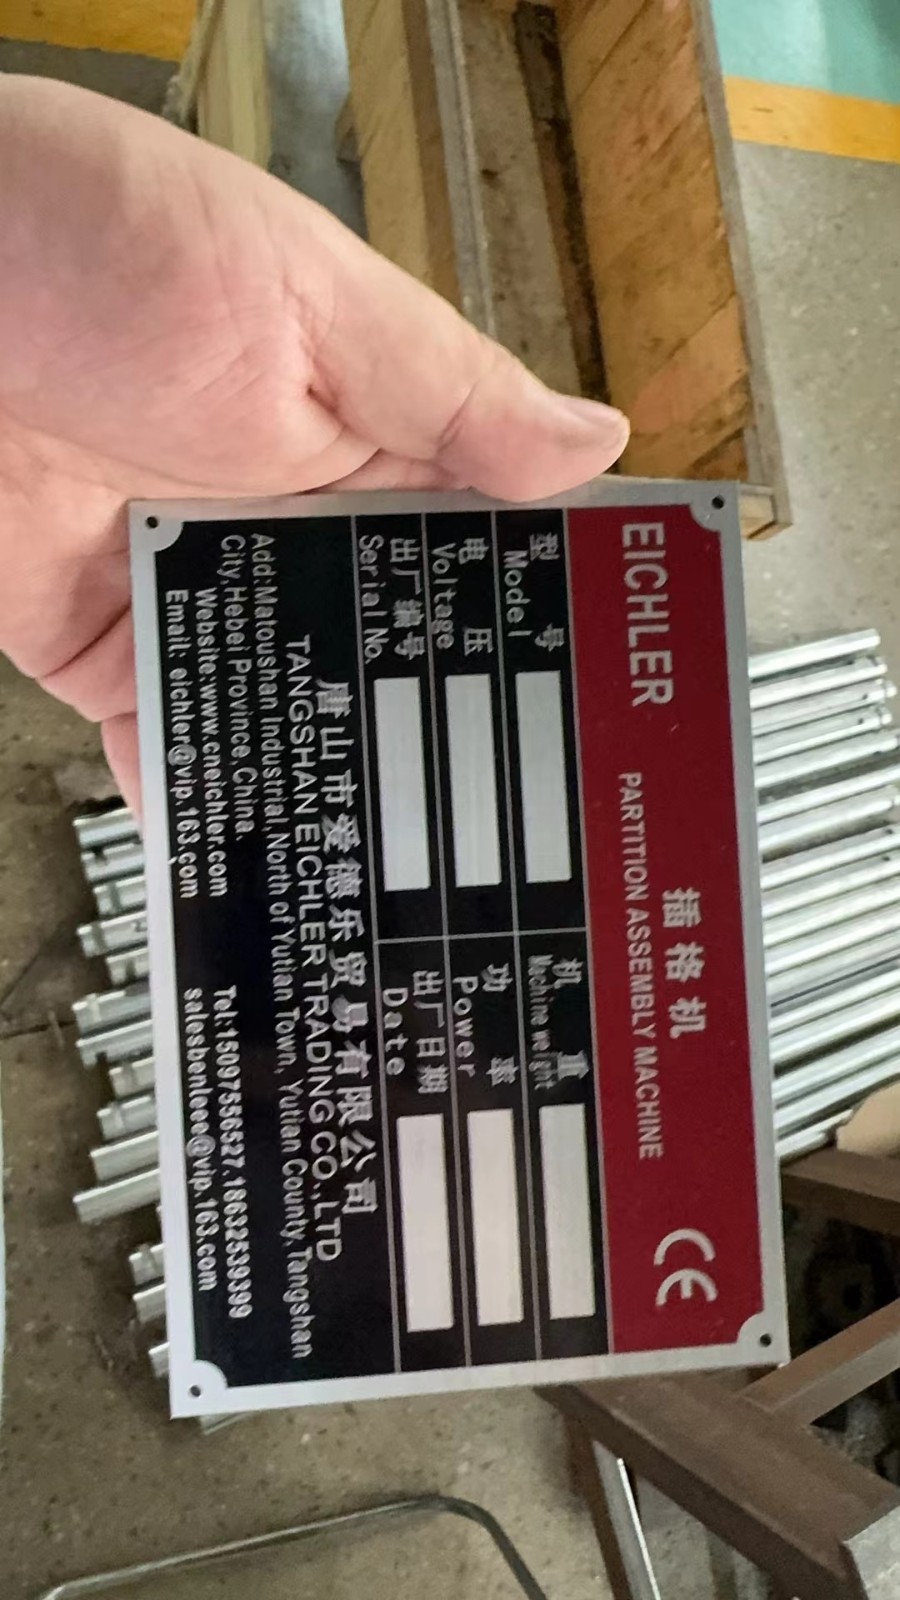 EICHLER
插格机
PARTITION ASSEMBLY MACHINE
CE
型号
Model
机重
Machine weight
电压
Voltage
功率
Power
出厂编号
Serial No.
出厂日期
Date
唐山市爱德乐贸易有限公司
TANGSHAN EICHLER TRADING CO., LTD
Add:Matoushan Industrial,North of Yutian Town, Yutian County,Tangshan
City,Hebei Province,China.
Tel:15097556527,18632539399
Website:www.cneichler.com
salesbenleee@vip.163.com
Email: eichler@vip.163.com